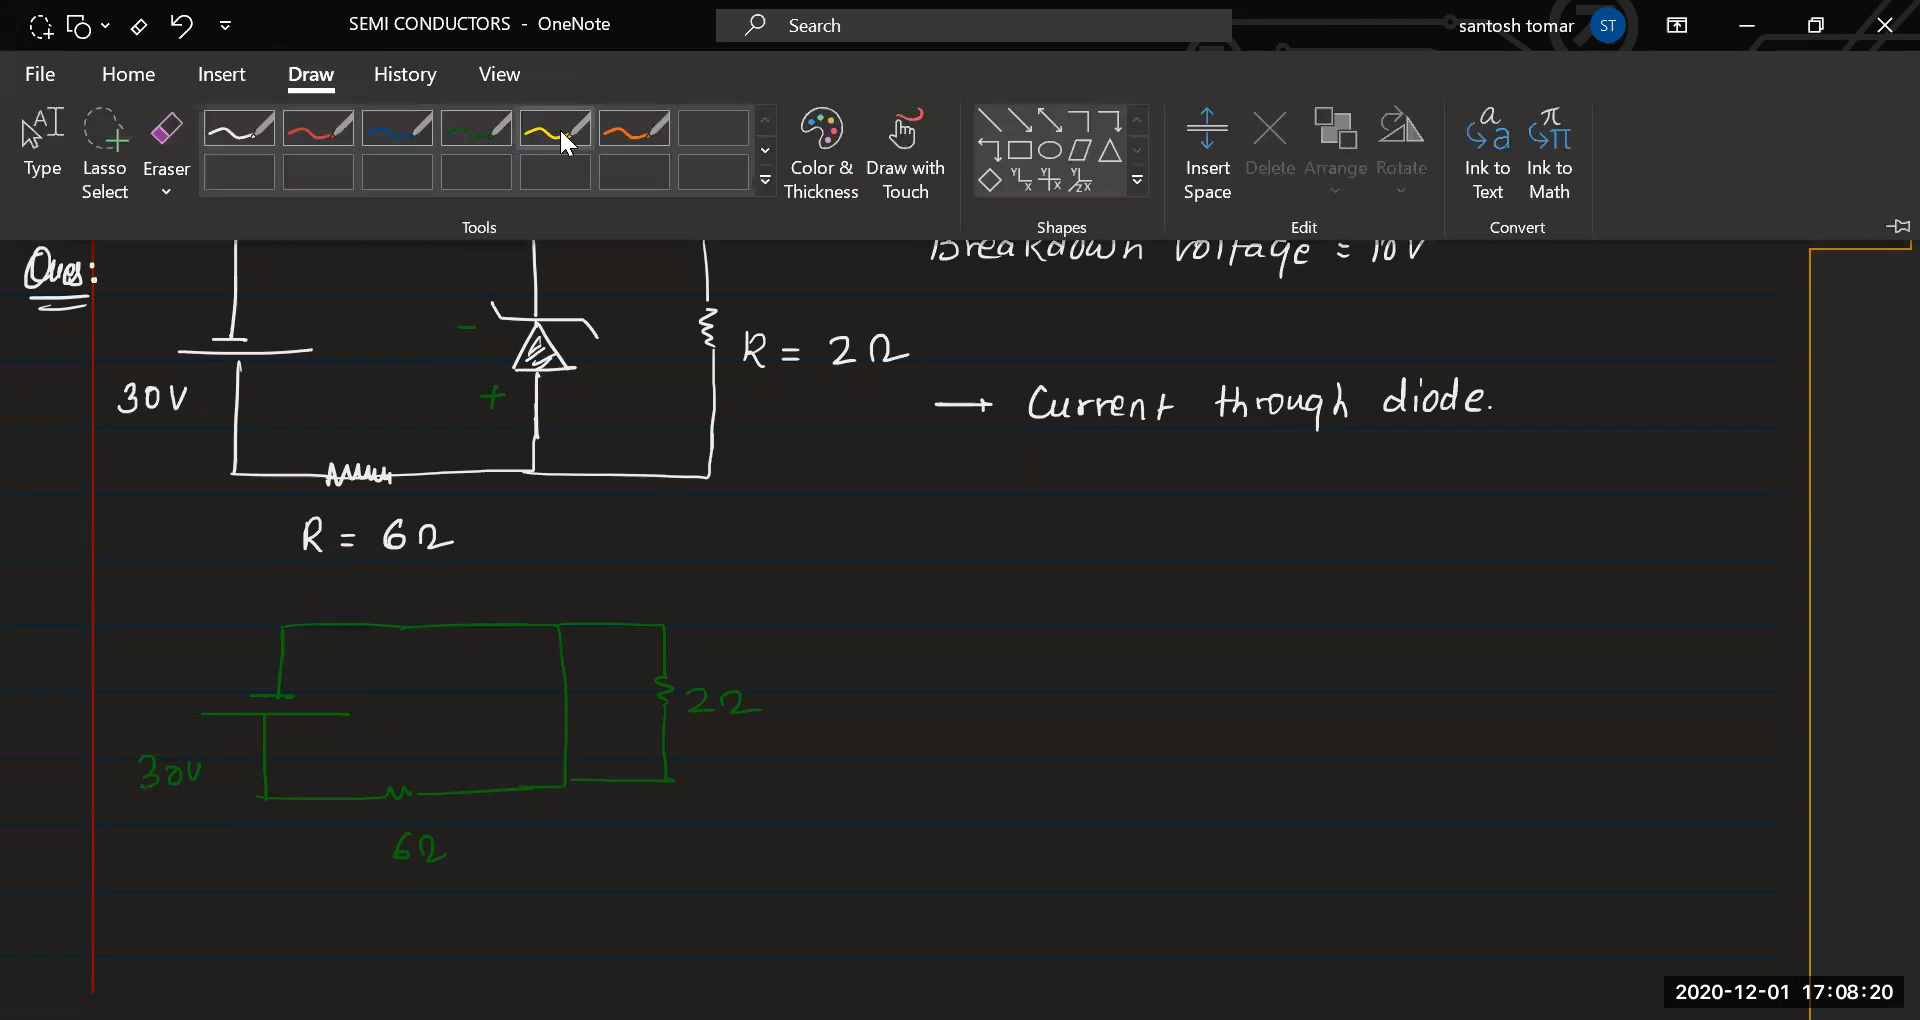 SEMI CONDUCTORS - OneNote
Search
santosh tomar
ST
File Home Insert Draw History View
Type
Lasso Select
Eraser
Color & Thickness
Draw with Touch
Insert Space
Delete
Arrange
Rotate
Ink to Text
Ink to Math
Tools
Shapes
Edit
Convert
Ques:
Breakdown voltage = 10 V
R = 2Ω
30V
-
+
→ Current through diode.
R = 6Ω
2Ω
30V
6Ω
2020-12-01 17:08:20